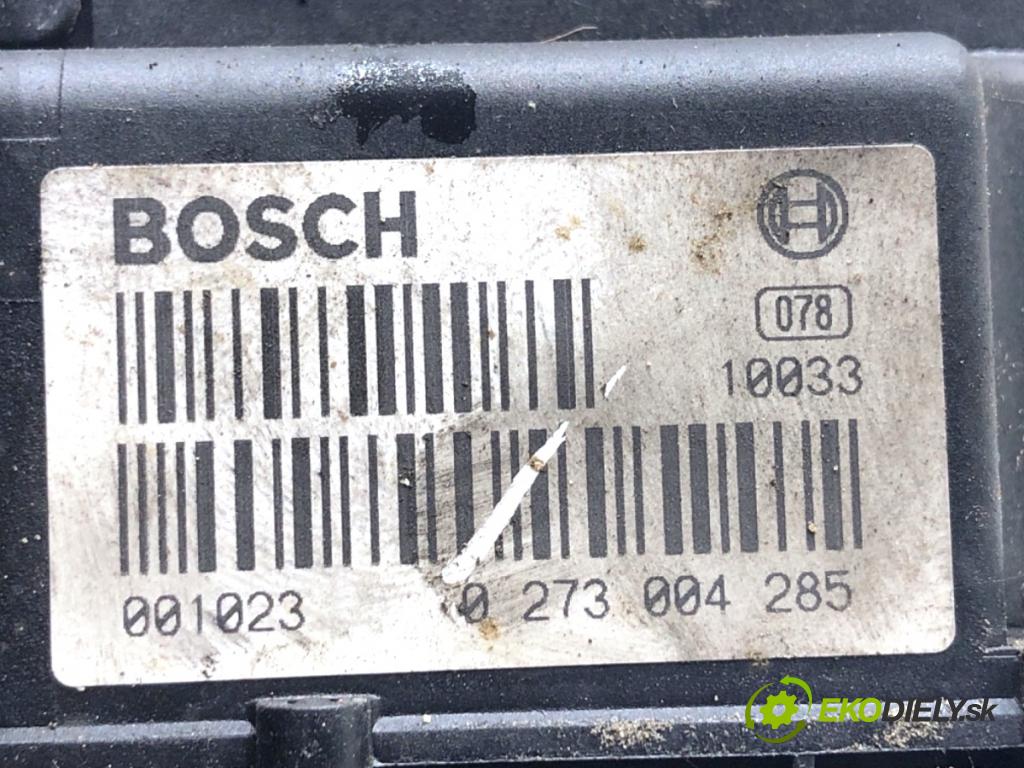 BOSCH
078
10033
001023 0 273 004 285
EKODIELY.sk